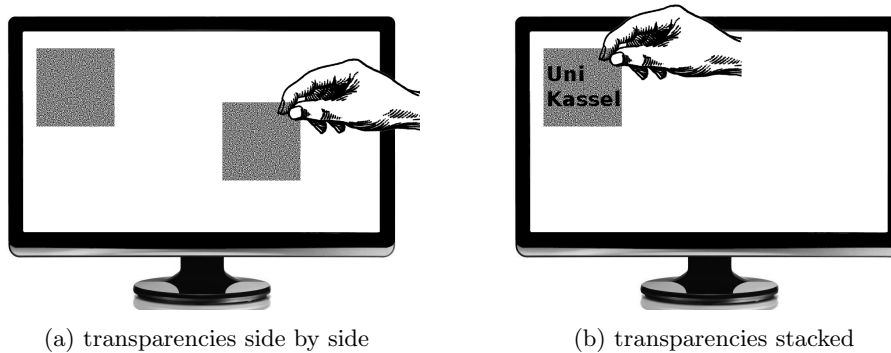 Uni
Kassel
(a) transparencies side by side
(b) transparencies stacked